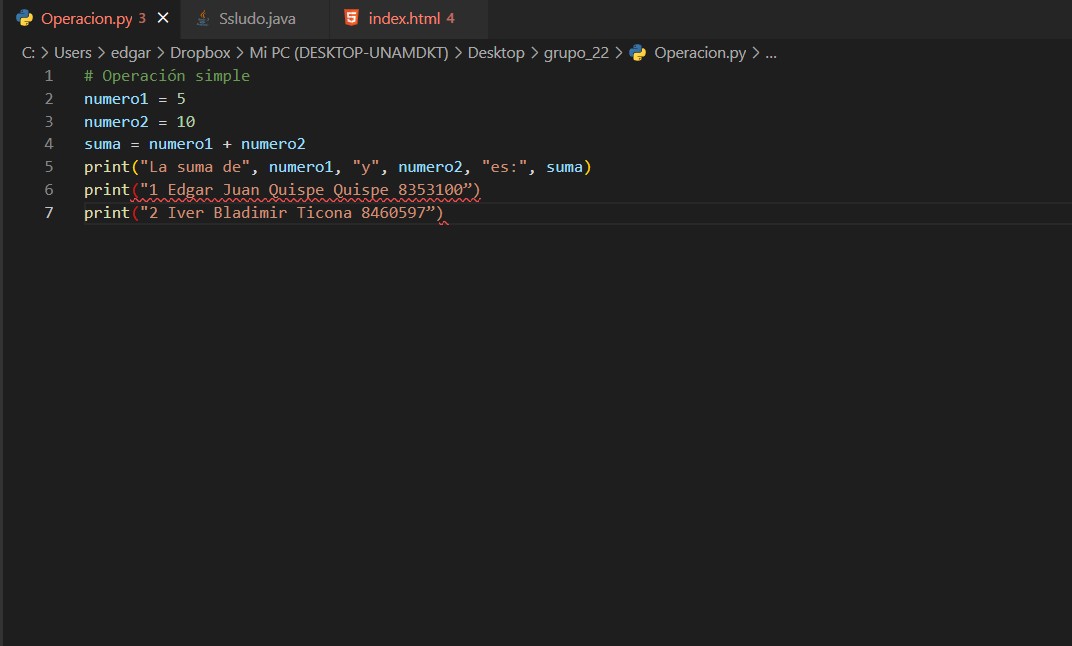 Operacion.py 3 Ssludo.java index.html 4
C: > Users > edgar > Dropbox > Mi PC (DESKTOP-UNAMDKT) > Desktop > grupo_22 > Operacion.py > ...
1 # Operación simple
2 numero1 = 5
3 numero2 = 10
4 suma = numero1 + numero2
5 print("La suma de", numero1, "y", numero2, "es:", suma)
6 print("1 Edgar Juan Quispe Quispe 8353100”)
7 print("2 Iver Bladimir Ticona 8460597”)